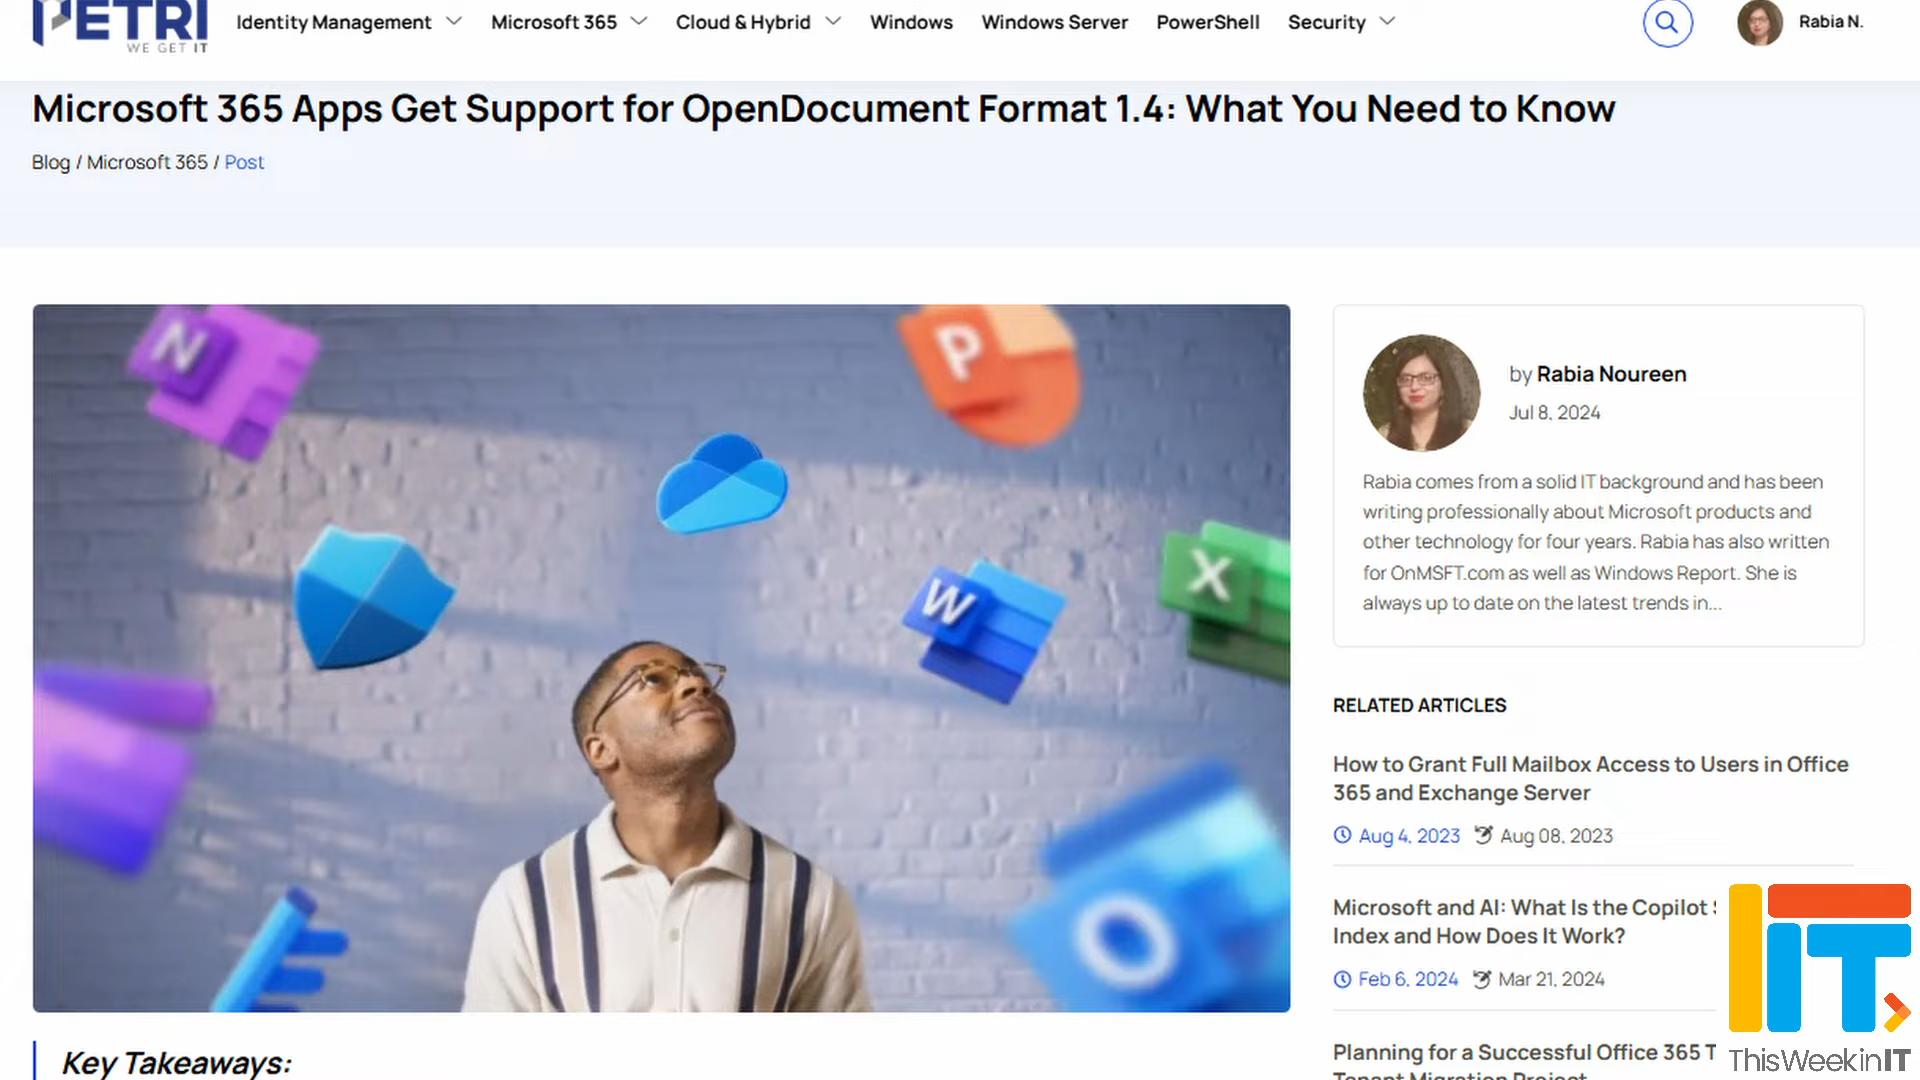 PETRI
WE GET IT
Identity Management
Microsoft 365
Cloud & Hybrid
Windows
Windows Server
PowerShell
Security
Rabia N.
Microsoft 365 Apps Get Support for OpenDocument Format 1.4: What You Need to Know
Blog / Microsoft 365 / Post
N
P
W
X
O
by Rabia Noureen
Jul 8, 2024
Rabia comes from a solid IT background and has been
writing professionally about Microsoft products and
other technology for four years. Rabia has also written
for OnMSFT.com as well as Windows Report. She is
always up to date on the latest trends in...
RELATED ARTICLES
How to Grant Full Mailbox Access to Users in Office
365 and Exchange Server
Aug 4, 2023 Aug 08, 2023
Microsoft and AI: What Is the Copilot
Index and How Does It Work?
Feb 6, 2024 Mar 21, 2024
Planning for a Successful Office 365 T
Tenant Migration Project
Key Takeaways:
IT
ThisWeekinIT